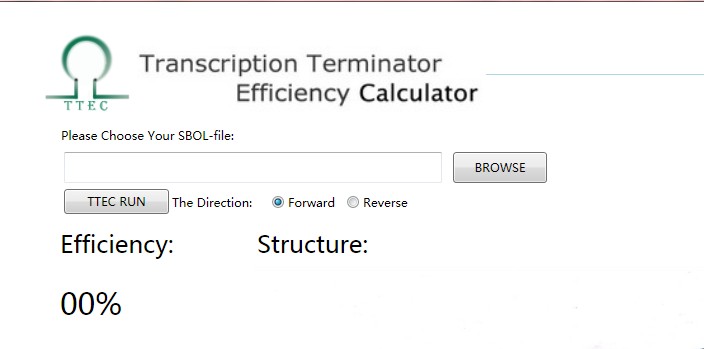 Transcription Terminator
Efficiency Calculator
TTEC
Please Choose Your SBOL-file:
BROWSE
TTEC RUN The Direction: Forward Reverse
Efficiency: Structure:
00%